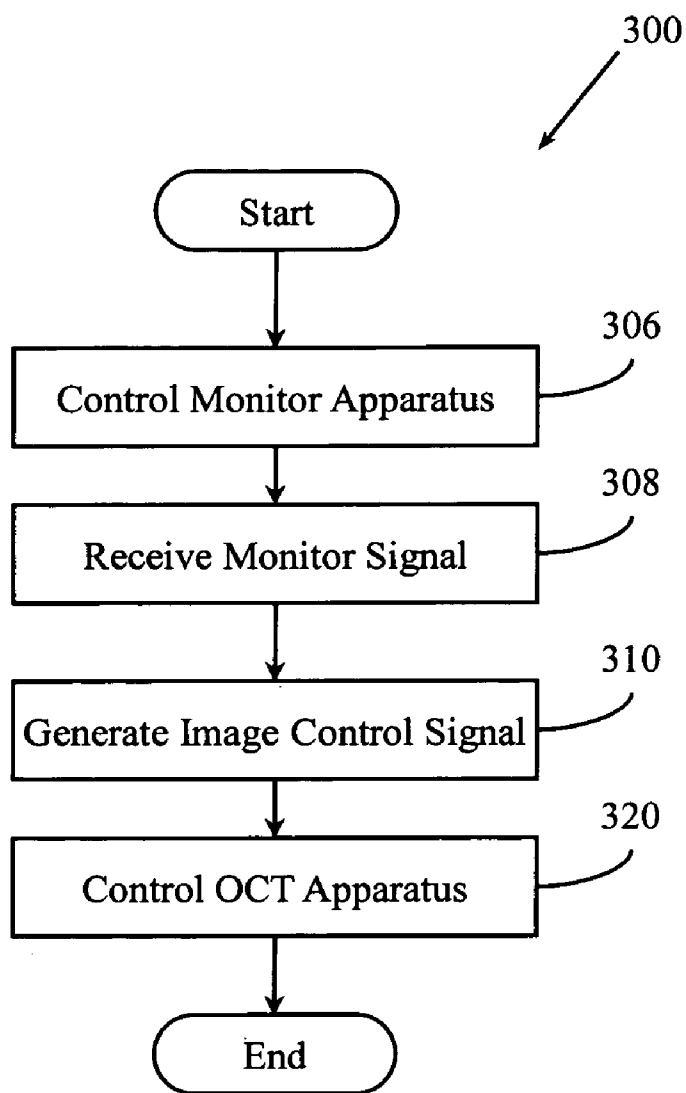 300
Start
306
Control Monitor Apparatus
308
Receive Monitor Signal
310
Generate Image Control Signal
320
Control OCT Apparatus
End